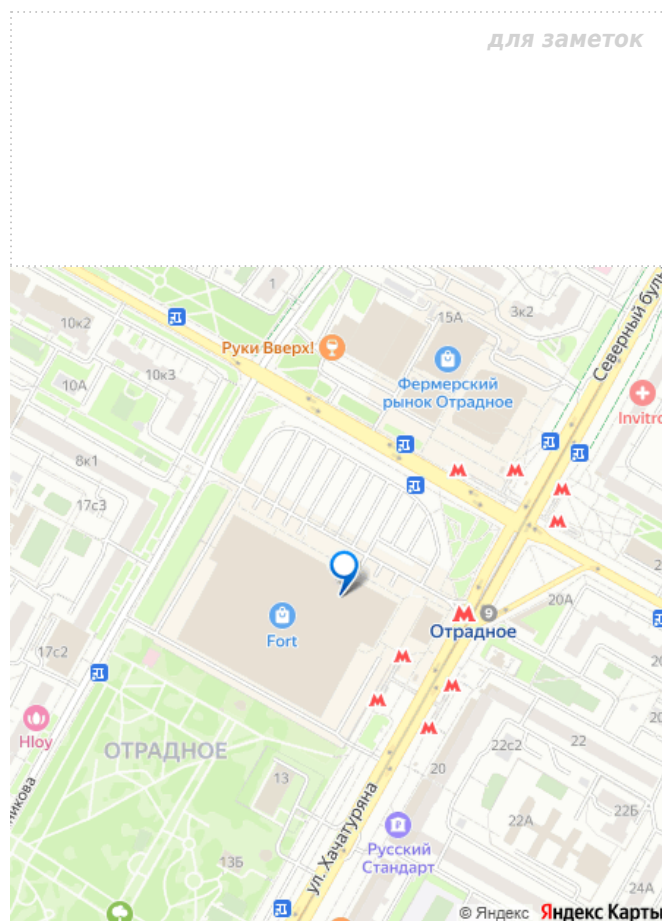 для заметок
1
10к2
15А
3к2
Северный буль
Руки Вверх!
10к3
10А
Фермерский
рынок Отрадное
Invitro
8к1
17с3
М
М
М
М
20А
М
9
Отрадное
Fort
М
М
М
М
17с2
Hloy
ОТРАДНОЕ
22с2
22
20
13
ул. Хачатуряна
22А
22Б
Русский
Стандарт
13Б
24А
© Яндекс Яндекс Карты